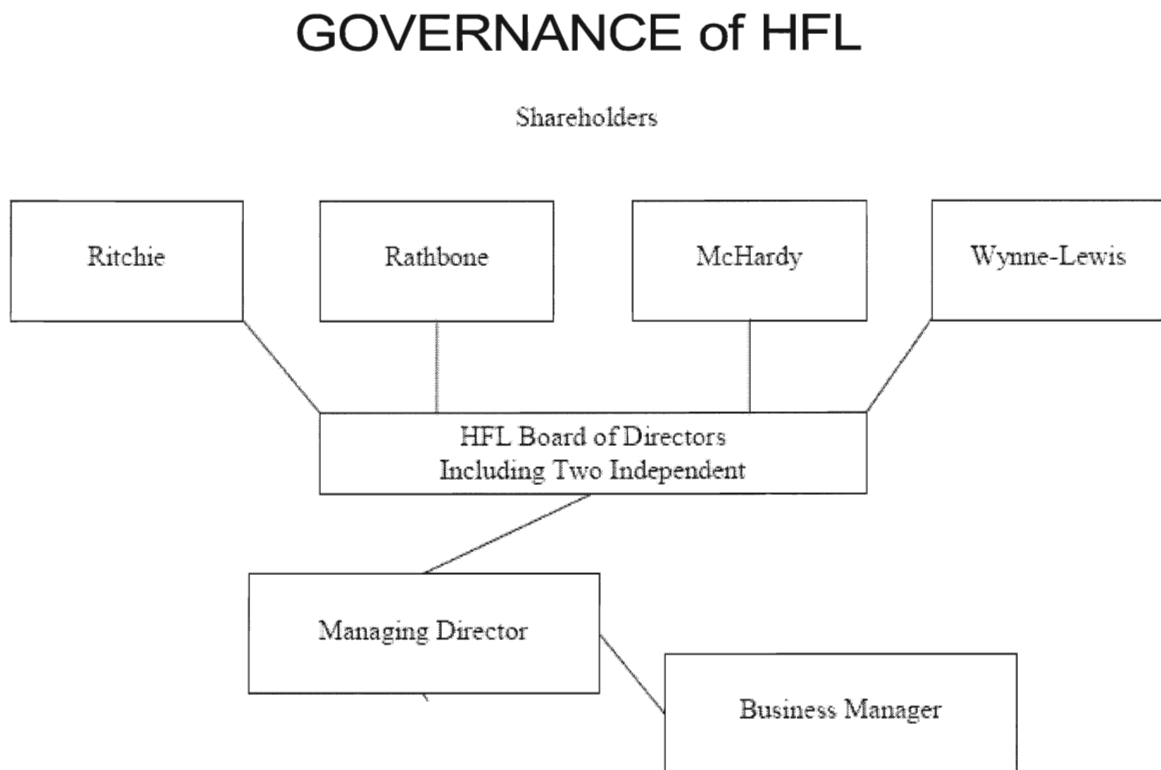 GOVERNANCE of HFL
Shareholders
Ritchie
Rathbone
McHardy
Wynne-Lewis
HFL Board of Directors
Including Two Independent
Managing Director
Business Manager